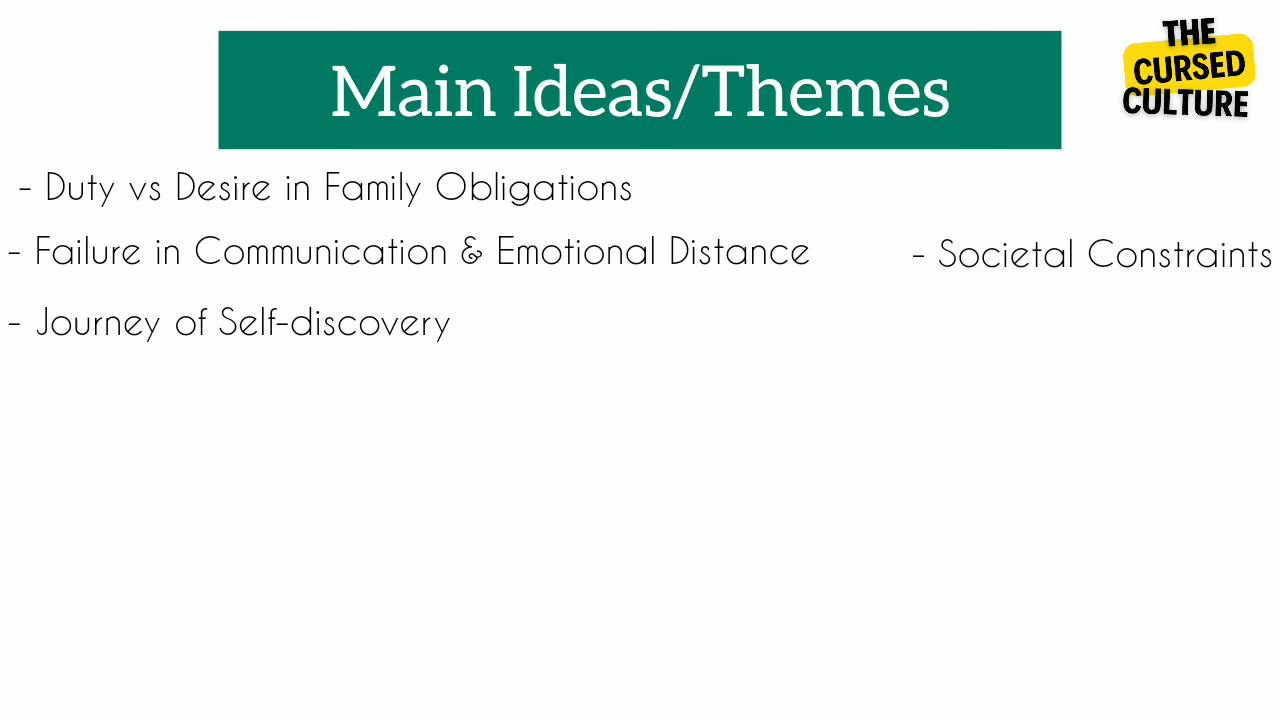 Main Ideas/Themes
THE
CURSED
CULTURE
- Duty vs Desire in Family Obligations
- Failure in Communication & Emotional Distance
- Societal Constraints
- Journey of Self-discovery